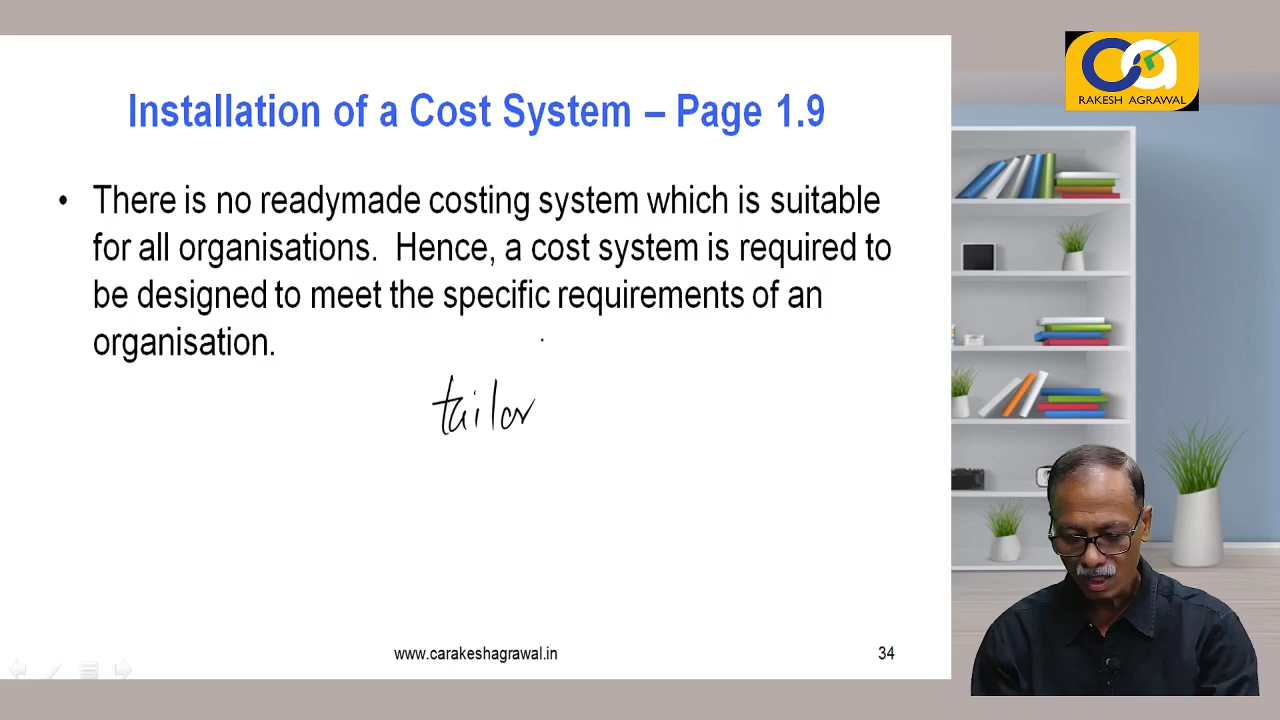 Installation of a Cost System – Page 1.9
• There is no readymade costing system which is suitable
for all organisations. Hence, a cost system is required to
be designed to meet the specific requirements of an
organisation.
tailor
www.carakeshagrawal.in
34
ca
RAKESH AGRAWAL